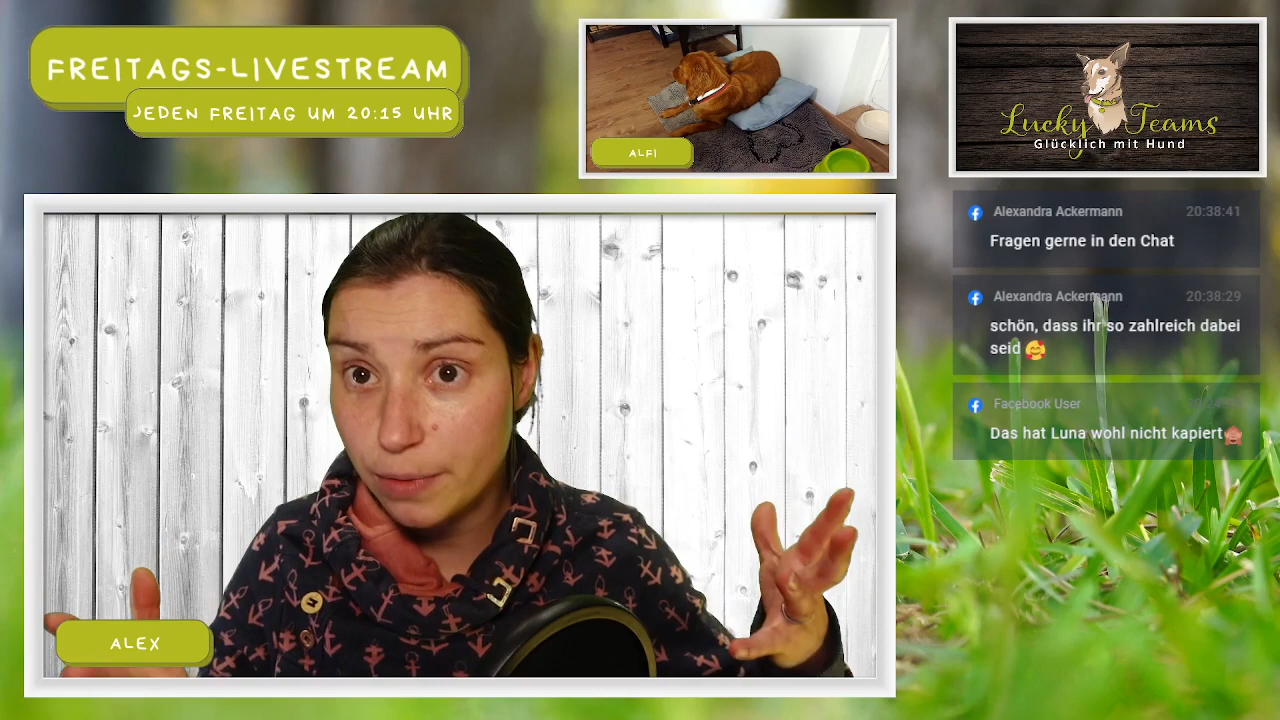 FREITAGS-LIVESTREAM
JEDEN FREITAG UM 20:15 UHR
ALFI
Lucky Teams
Glücklich mit Hund
Alexandra Ackermann 20:38:41
Fragen gerne in den Chat
Alexandra Ackermann 20:38:29
schön, dass ihr so zahlreich dabei
seid 🥰
Facebook User
Das hat Luna wohl nicht kapiert🙈
ALEX